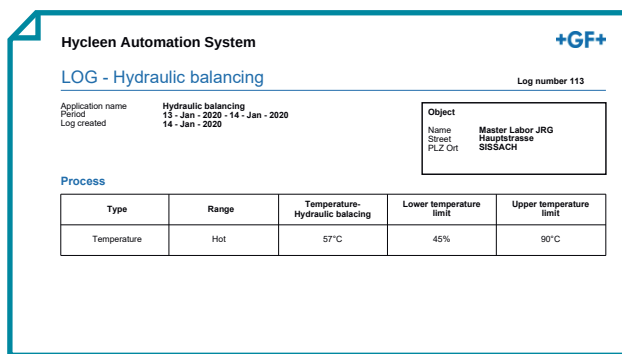 Hycleen Automation System
+GF+
LOG - Hydraulic balancing
Log number 113
Application name Hydraulic balancing
Period 13 - Jan - 2020 - 14 - Jan - 2020
Log created 14 - Jan - 2020
Object
Name Master Labor JRG
Street Hauptstrasse
PLZ Ort SISSACH
Process
Type Range Temperature- Lower temperature Upper temperature
Hydraulic balacing limit limit
Temperature Hot 57°C 45% 90°C